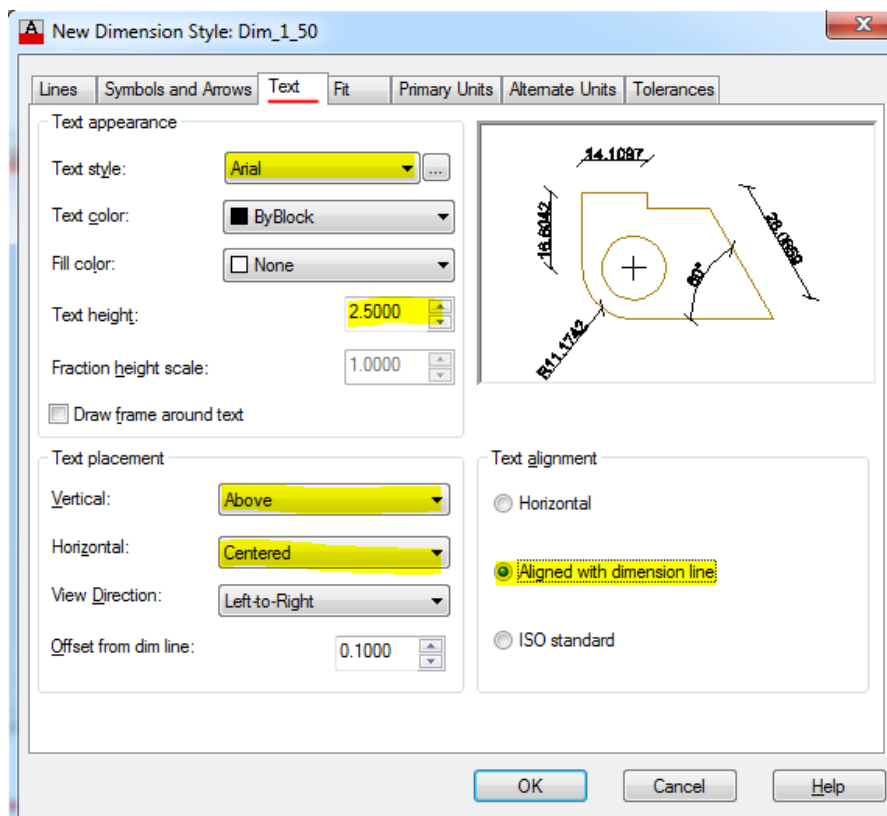 New Dimension Style: Dim_1_50
Lines Symbols and Arrows Text Fit Primary Units Alternate Units Tolerances
Text appearance
Text style: Arial ...
Text color: ByBlock
Fill color: None
Text height: 2.5000
Fraction height scale: 1.0000
Draw frame around text
14.1097
16.6042
28.0659
60°
R11.1742
Text placement
Vertical: Above
Horizontal: Centered
View Direction: Left-to-Right
Offset from dim line: 0.1000
Text alignment
Horizontal
Aligned with dimension line
ISO standard
OK Cancel Help